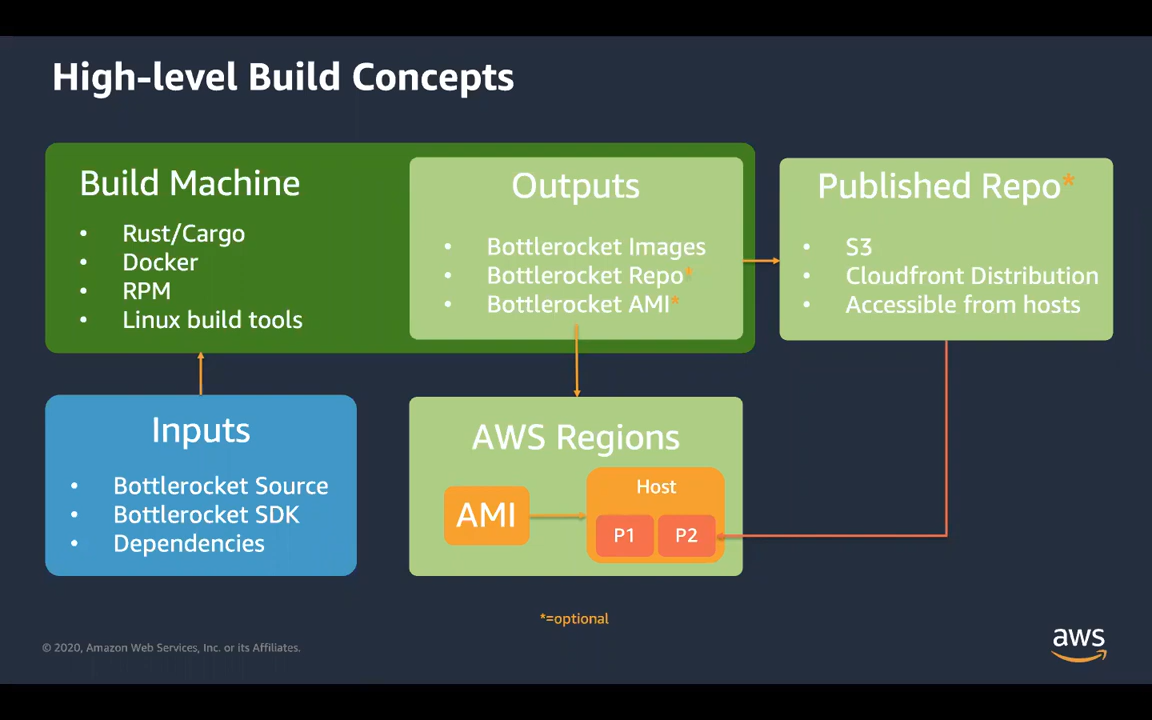 High-level Build Concepts
Build Machine
• Rust/Cargo
• Docker
• RPM
• Linux build tools
Outputs
• Bottlerocket Images
• Bottlerocket Repo*
• Bottlerocket AMI*
Published Repo*
• S3
• Cloudfront Distribution
• Accessible from hosts
Inputs
• Bottlerocket Source
• Bottlerocket SDK
• Dependencies
AWS Regions
AMI
Host
P1
P2
*=optional
© 2020, Amazon Web Services, Inc. or its Affiliates.
aws